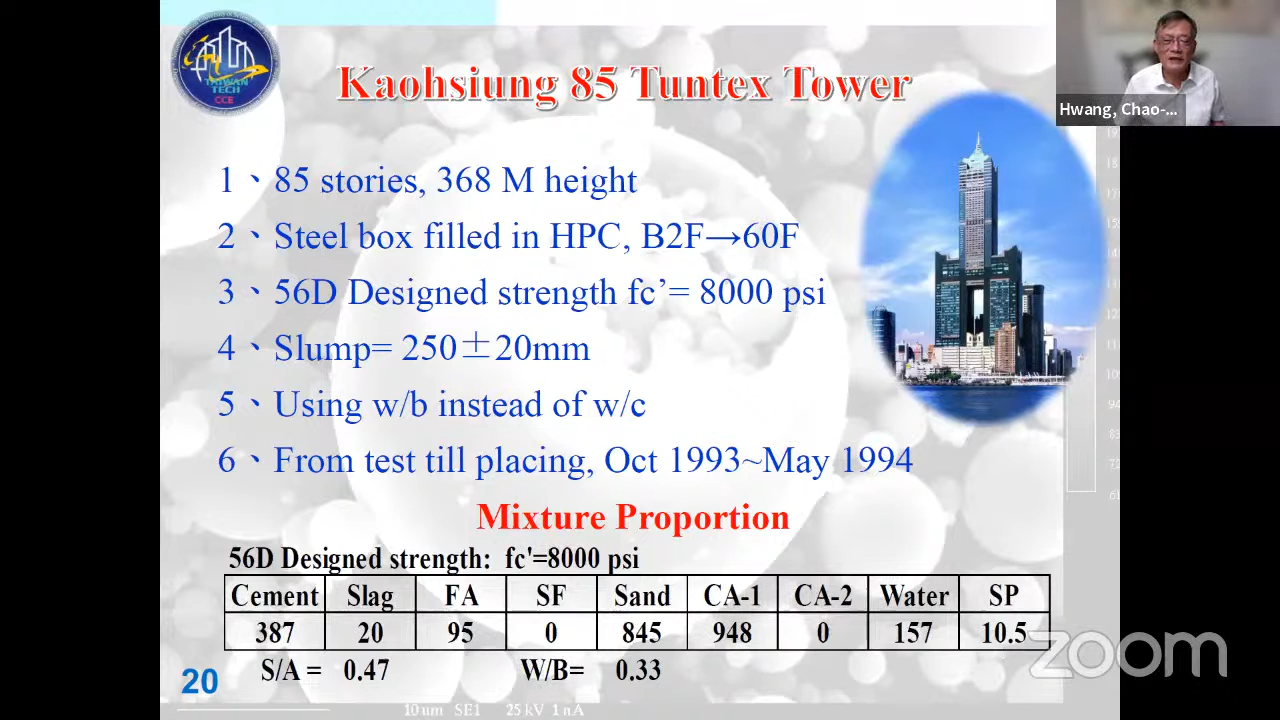 Kaohsiung 85 Tuntex Tower
Hwang, Chao-...
TAIWAN
TECH
CCE
1、85 stories, 368 M height
2、Steel box filled in HPC, B2F→60F
3、56D Designed strength fc’= 8000 psi
4、Slump= 250±20mm
5、Using w/b instead of w/c
6、From test till placing, Oct 1993~May 1994
Mixture Proportion
56D Designed strength: fc'=8000 psi
Cement Slag FA SF Sand CA-1 CA-2 Water SP
387 20 95 0 845 948 0 157 10.5
S/A = 0.47 W/B= 0.33
zoom
20
10 um SE1 25 kV 1 nA